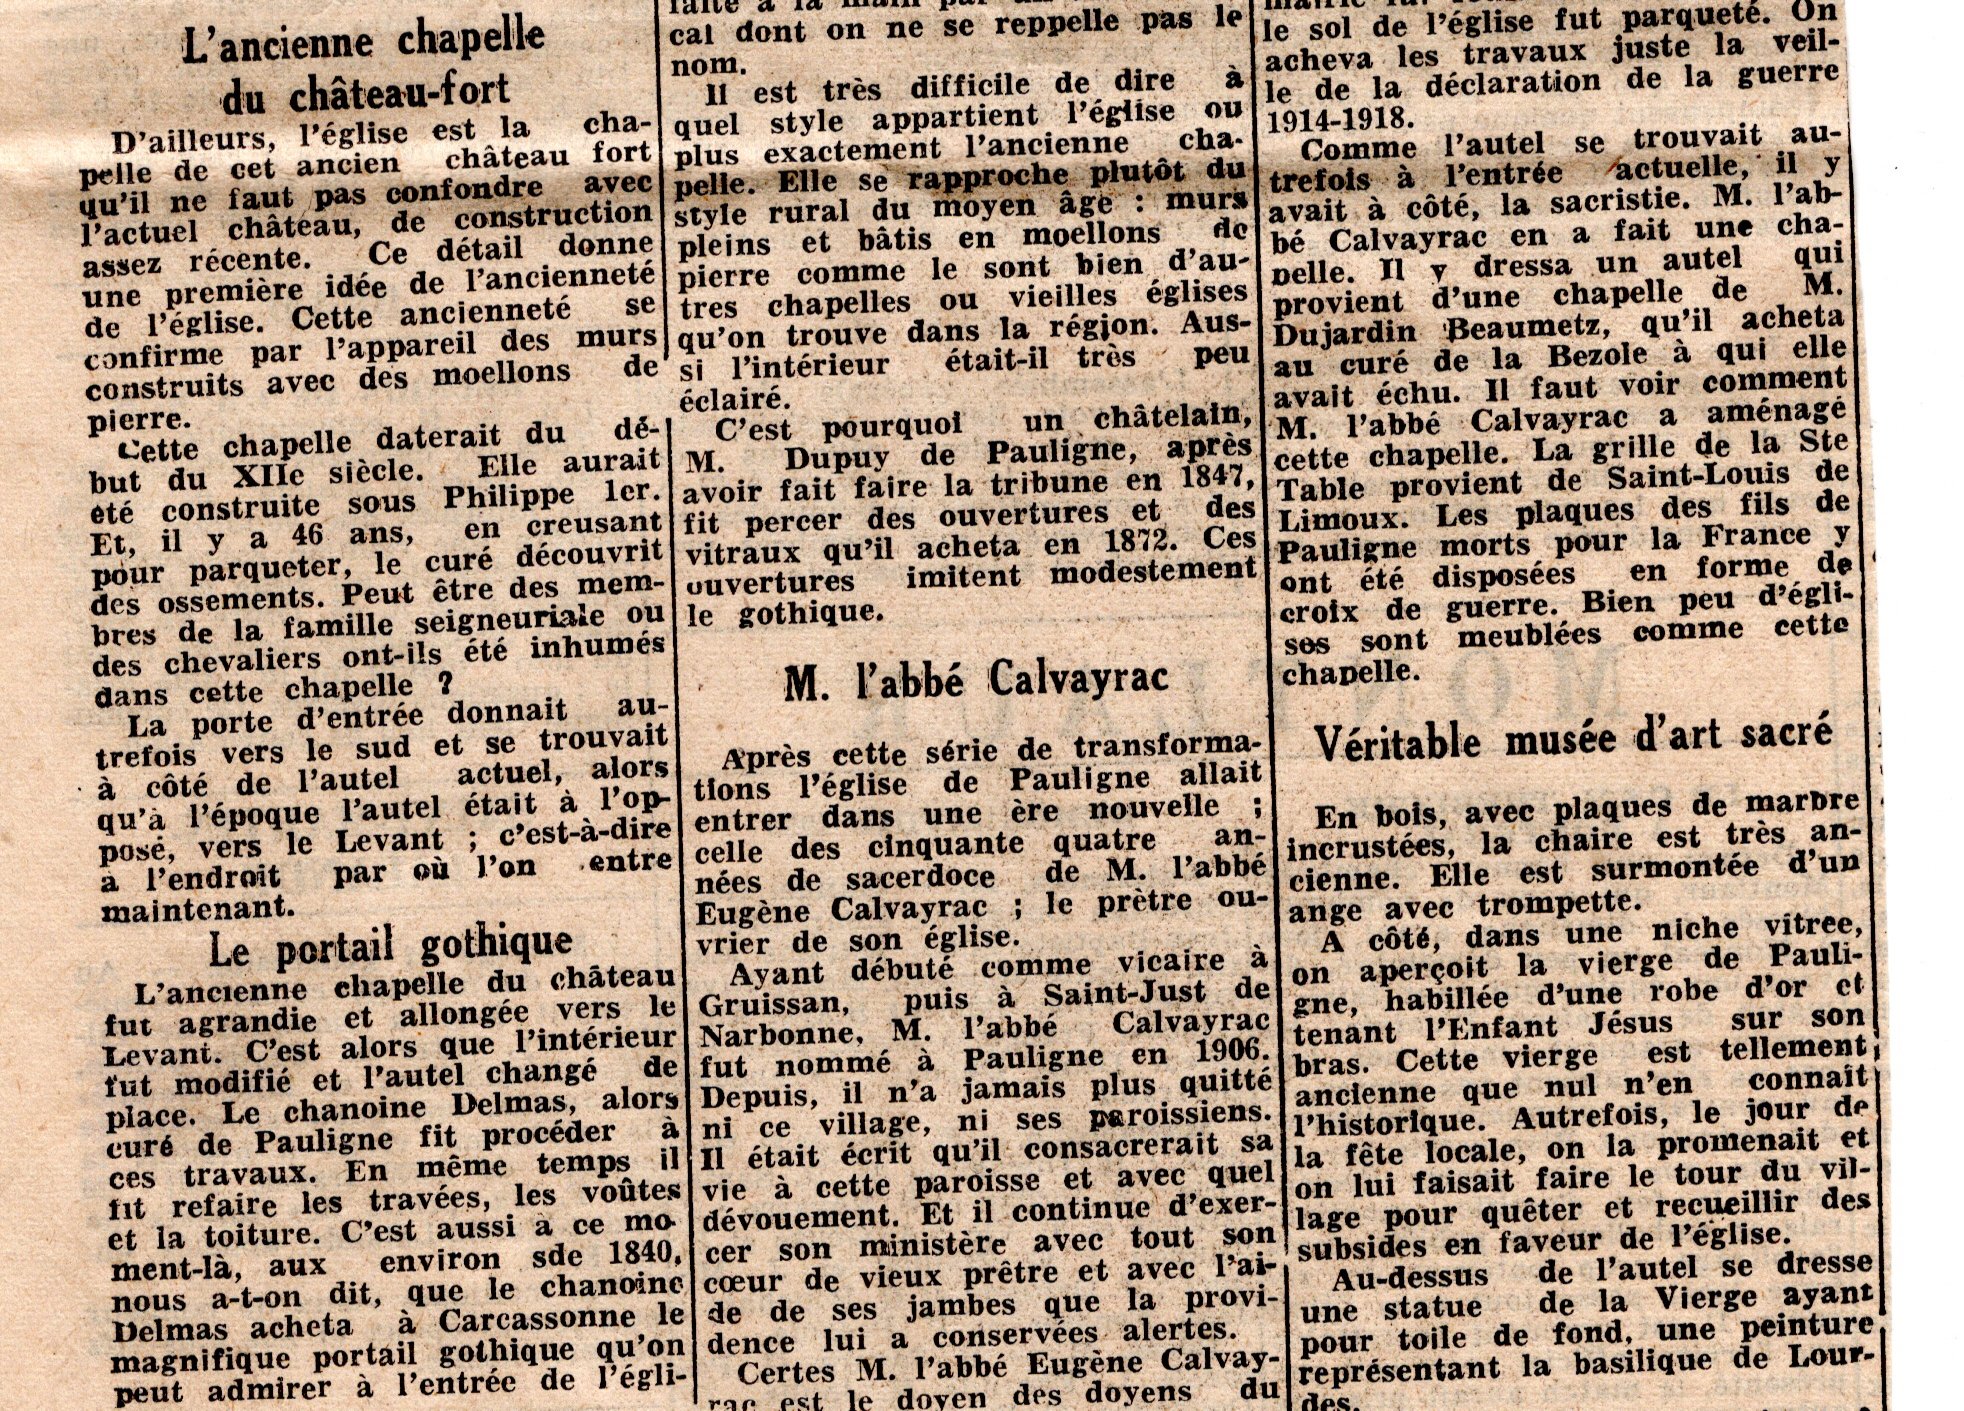 L'ancienne chapelle
du château-fort
D'ailleurs, l'église est la cha-
pelle de cet ancien château fort
qu'il ne faut pas confondre avec
l'actuel château, de construction
assez récente. Ce détail donne
une première idée de l'ancienneté
de l'église. Cette ancienneté se
confirme par l'appareil des murs
construits avec des moellons de
pierre.
Cette chapelle daterait du dé-
but du XIIe siècle. Elle aurait
été construite sous Philippe 1er.
Et, il y a 46 ans, en creusant
pour parqueter, le curé découvrit
des ossements. Peut être des mem-
bres de la famille seigneuriale ou
des chevaliers ont-ils été inhumés
dans cette chapelle ?
La porte d'entrée donnait au-
trefois vers le sud et se trouvait
à côté de l'autel actuel, alors
qu'à l'époque l'autel était à l'op-
posé, vers le Levant ; c'est-à-dire
a l'endroit par où l'on entre
maintenant.
Le portail gothique
L'ancienne chapelle du château
fut agrandie et allongée vers le
Levant. C'est alors que l'intérieur
fut modifié et l'autel changé de
place. Le chanoine Delmas, alors
curé de Pauligne fit procéder à
ces travaux. En même temps il
fit refaire les travées, les voûtes
et la toiture. C'est aussi à ce mo-
ment-là, aux environ sde 1840,
nous a-t-on dit, que le chanoine
Delmas acheta à Carcassonne le
magnifique portail gothique qu'on
peut admirer à l'entrée de l'égli-
faite à la main par un
cal dont on ne se reppelle pas le
nom.
Il est très difficile de dire à
quel style appartient l'église ou
plus exactement l'ancienne cha-
pelle. Elle se rapproche plutôt du
style rural du moyen âge : murs
pleins et bâtis en moellons de
pierre comme le sont bien d'au-
tres chapelles ou vieilles églises
qu'on trouve dans la région. Aus-
si l'intérieur était-il très peu
éclairé.
C'est pourquoi un châtelain,
M. Dupuy de Pauligne, après
avoir fait faire la tribune en 1847,
fit percer des ouvertures et des
vitraux qu'il acheta en 1872. Ces
ouvertures imitent modestement
le gothique.
M. l'abbé Calvayrac
Après cette série de transforma-
tions l'église de Pauligne allait
entrer dans une ère nouvelle ;
celle des cinquante quatre an-
nées de sacerdoce de M. l'abbé
Eugène Calvayrac ; le prètre ou-
vrier de son église.
Ayant débuté comme vicaire à
Gruissan, puis à Saint-Just de
Narbonne, M. l'abbé Calvayrac
fut nommé à Pauligne en 1906.
Depuis, il n'a jamais plus quitté
ni ce village, ni ses paroissiens.
Il était écrit qu'il consacrerait sa
vie à cette paroisse et avec quel
dévouement. Et il continue d'exer-
cer son ministère avec tout son
cœur de vieux prêtre et avec l'ai-
de de ses jambes que la provi-
dence lui a conservées alertes.
Certes M. l'abbé Eugène Calvay-
rac est le doyen des doyens du
le sol de l'église fut parqueté. On
acheva les travaux juste la veil-
le de la déclaration de la guerre
1914-1918.
Comme l'autel se trouvait au-
trefois à l'entrée actuelle, il y
avait à côté, la sacristie. M. l'ab-
bé Calvayrac en a fait une cha-
pelle. Il y dressa un autel qui
provient d'une chapelle de M.
Dujardin Beaumetz, qu'il acheta
au curé de la Bezole à qui elle
avait échu. Il faut voir comment
M. l'abbé Calvayrac a aménagé
cette chapelle. La grille de la Ste
Table provient de Saint-Louis de
Limoux. Les plaques des fils de
Pauligne morts pour la France y
ont été disposées en forme de
croix de guerre. Bien peu d'égli-
ses sont meublées comme cette
chapelle.
Véritable musée d'art sacré
En bois, avec plaques de marbre
incrustées, la chaire est très an-
cienne. Elle est surmontée d'un
ange avec trompette.
A côté, dans une niche vitree,
on aperçoit la vierge de Pauli-
gne, habillée d'une robe d'or et
tenant l'Enfant Jésus sur son
bras. Cette vierge est tellement
ancienne que nul n'en connaît
l'historique. Autrefois, le jour de
la fête locale, on la promenait et
on lui faisait faire le tour du vil-
lage pour quêter et recueillir des
subsides en faveur de l'église.
Au-dessus de l'autel se dresse
une statue de la Vierge ayant
pour toile de fond, une peinture
représentant la basilique de Lour-
des.